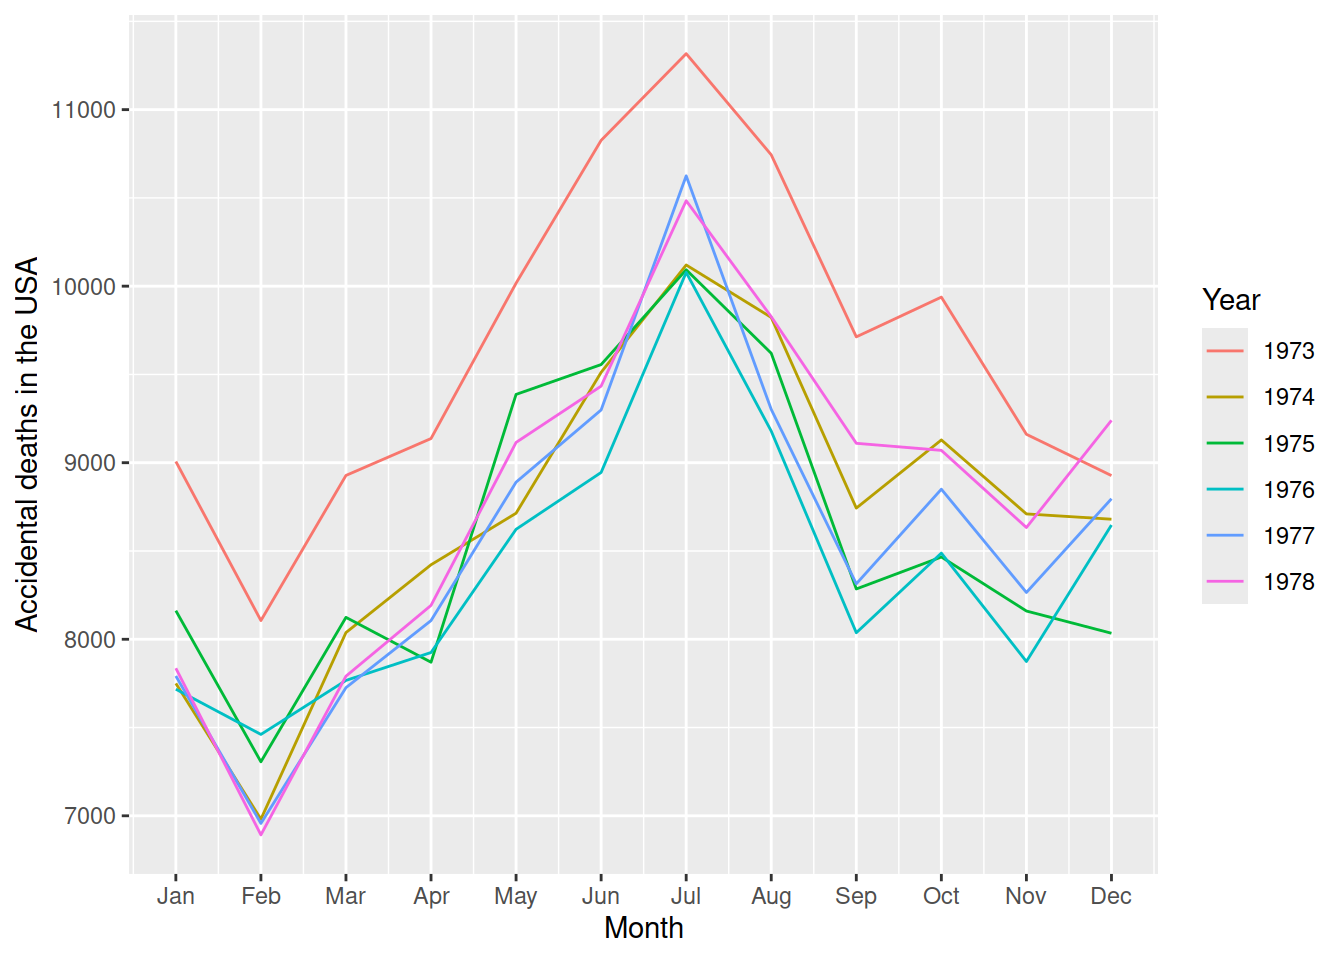 Accidental deaths in the USA
11000
10000
9000
8000
7000
Jan Feb Mar Apr May Jun Jul Aug Sep Oct Nov Dec
Month
Year
1973
1974
1975
1976
1977
1978